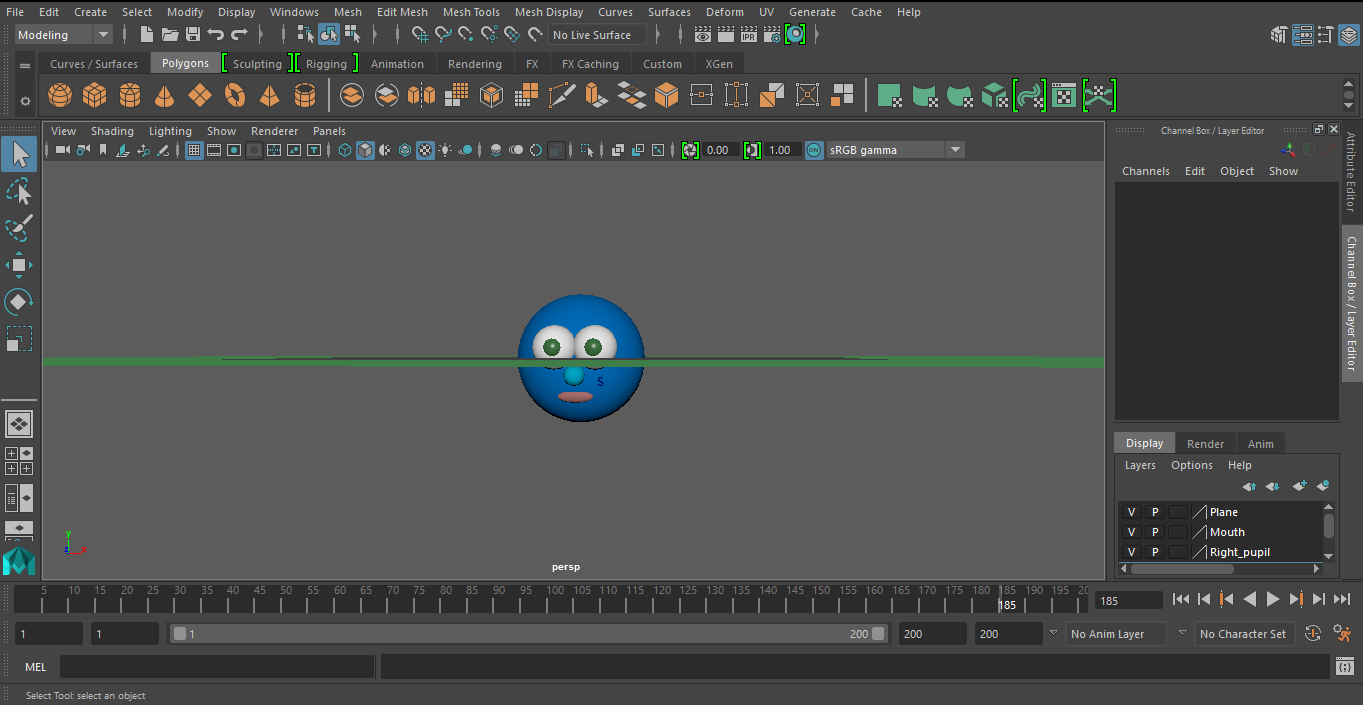 File Edit Create Select Modify Display Windows Mesh Edit Mesh Mesh Tools Mesh Display Curves Surfaces Deform UV Generate Cache Help
Modeling No Live Surface IPR
Curves / Surfaces Polygons Sculpting Rigging Animation Rendering FX FX Caching Custom XGen
View Shading Lighting Show Renderer Panels
0.00 1.00 ON sRGB gamma
Channel Box / Layer Editor
Channels Edit Object Show
Attribute Editor
Channel Box / Layer Editor
S
y
z x
persp
Display Render Anim
Layers Options Help
V P Plane
V P Mouth
V P Right_pupil
5 10 15 20 25 30 35 40 45 50 55 60 65 70 75 80 85 90 95 100 105 110 115 120 125 130 135 140 145 150 155 160 165 170 175 180 185 190 195 20
185
185
1 1 1 200 200 200 No Anim Layer No Character Set
MEL
Select Tool: select an object